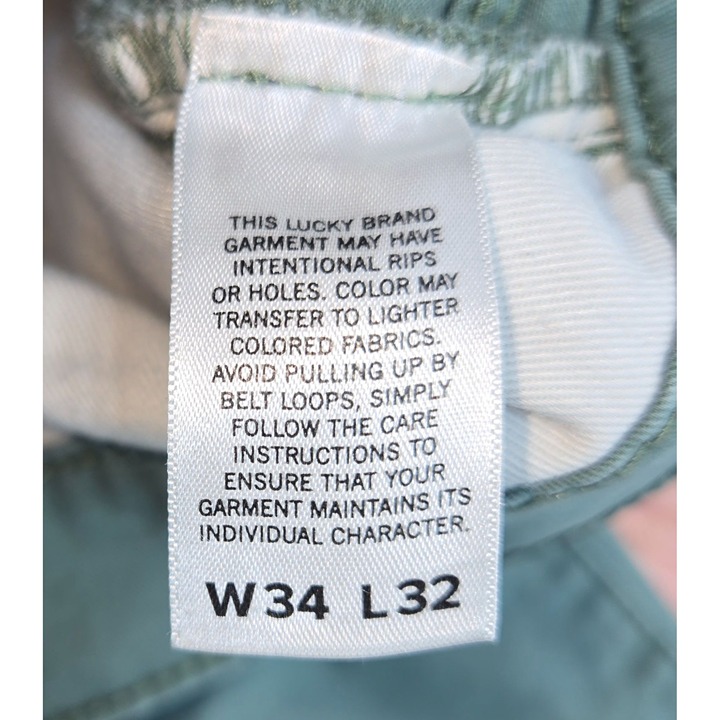 THIS LUCKY BRAND
GARMENT MAY HAVE
INTENTIONAL RIPS
OR HOLES. COLOR MAY
TRANSFER TO LIGHTER
COLORED FABRICS.
AVOID PULLING UP BY
BELT LOOPS, SIMPLY
FOLLOW THE CARE
INSTRUCTIONS TO
ENSURE THAT YOUR
GARMENT MAINTAINS ITS
INDIVIDUAL CHARACTER.
W34 L32